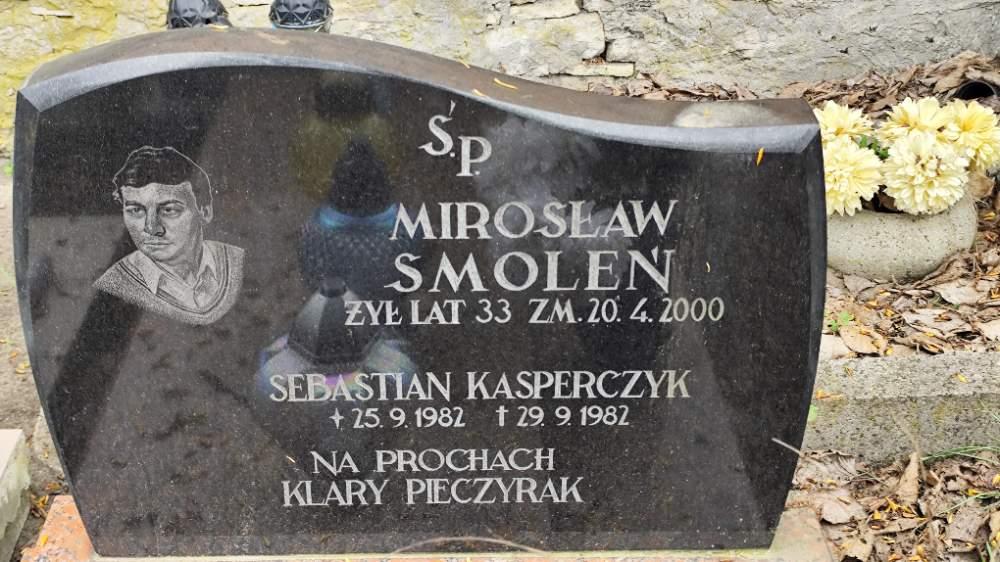 Ś.P.
MIROSŁAW
SMOLEŃ
ŻYŁ LAT 33 ZM. 20. 4. 2000
SEBASTIAN KASPERCZYK
+ 25. 9. 1982 † 29. 9. 1982
NA PROCHACH
KLARY PIECZYRAK